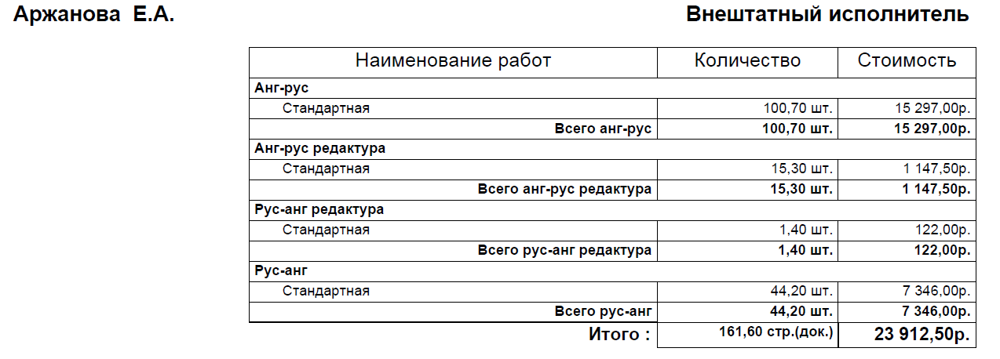 Аржанова Е.А. Внештатный исполнитель
Наименование работ Количество Стоимость
Анг-рус
Стандартная 100,70 шт. 15 297,00р.
Всего анг-рус 100,70 шт. 15 297,00р.
Анг-рус редактура
Стандартная 15,30 шт. 1 147,50р.
Всего анг-рус редактура 15,30 шт. 1 147,50р.
Рус-анг редактура
Стандартная 1,40 шт. 122,00р.
Всего рус-анг редактура 1,40 шт. 122,00р.
Рус-анг
Стандартная 44,20 шт. 7 346,00р.
Всего рус-анг 44,20 шт. 7 346,00р.
Итого : 161,60 стр.(док.) 23 912,50р.